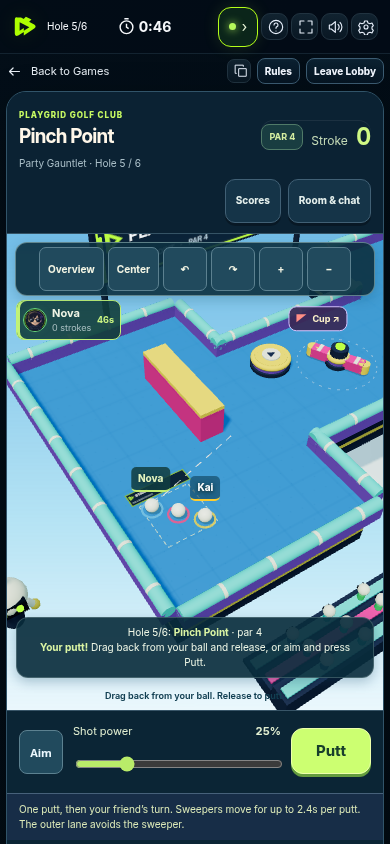 Hole 5/6
0:46
Back to Games
Rules
Leave Lobby
PLAYGRID GOLF CLUB
Pinch Point
PAR 4
Stroke 0
Party Gauntlet · Hole 5 / 6
Scores
Room & chat
PAR 4
Overview
Center
Nova
0 strokes
46s
Cup ↗
Nova
Kai
Hole 5/6: Pinch Point · par 4
Your putt! Drag back from your ball and release, or aim and press
Putt.
Drag back from your ball. Release to putt.
Aim
Shot power
25%
Putt
One putt, then your friend's turn. Sweepers move for up to 2.4s per putt.
The outer lane avoids the sweeper.